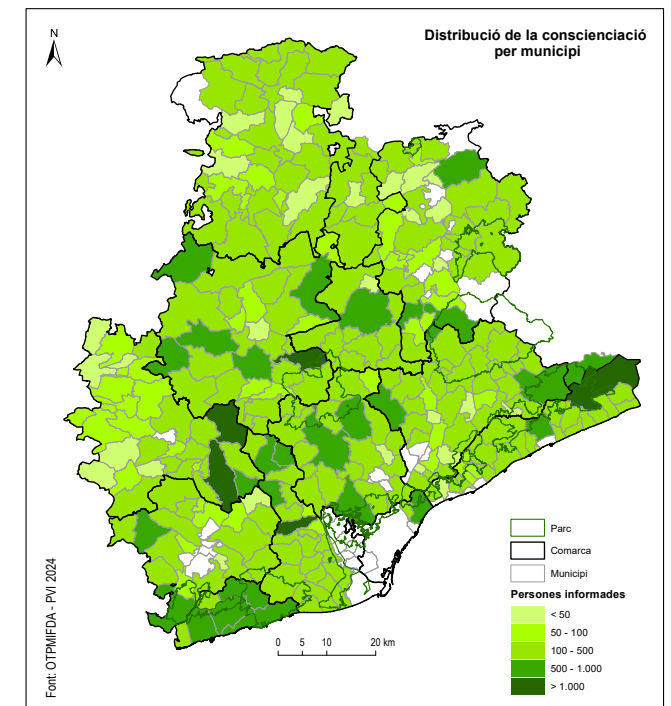 N
Distribució de la conscienciació
per municipi
Parc
Comarca
Municipi
Persones informades
< 50
50 - 100
100 - 500
500 - 1.000
> 1.000
0 5 10 20 km
Font: OTPMIFDA - PVI 2024